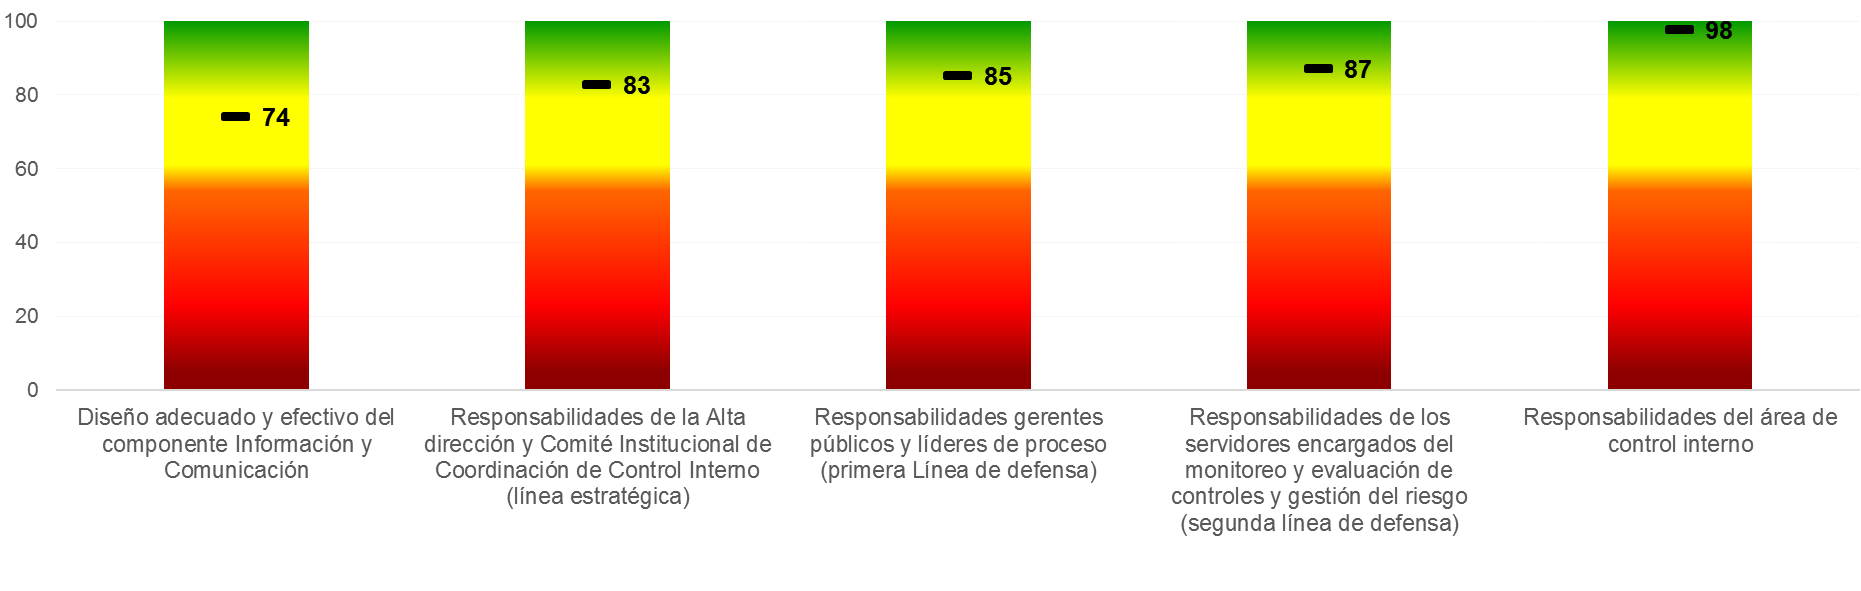 100
80
60
40
20
0
74
83
85
87
98
Diseño adecuado y efectivo del
componente Información y
Comunicación
Responsabilidades de la Alta
dirección y Comité Institucional de
Coordinación de Control Interno
(línea estratégica)
Responsabilidades gerentes
públicos y líderes de proceso
(primera Línea de defensa)
Responsabilidades de los
servidores encargados del
monitoreo y evaluación de
controles y gestión del riesgo
(segunda línea de defensa)
Responsabilidades del área de
control interno